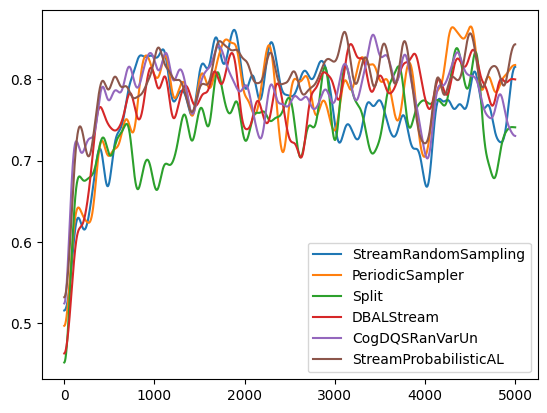 0.8
0.7
0.6
0.5
0 1000 2000 3000 4000 5000
StreamRandomSampling
PeriodicSampler
Split
DBALStream
CogDQSRanVarUn
StreamProbabilisticAL